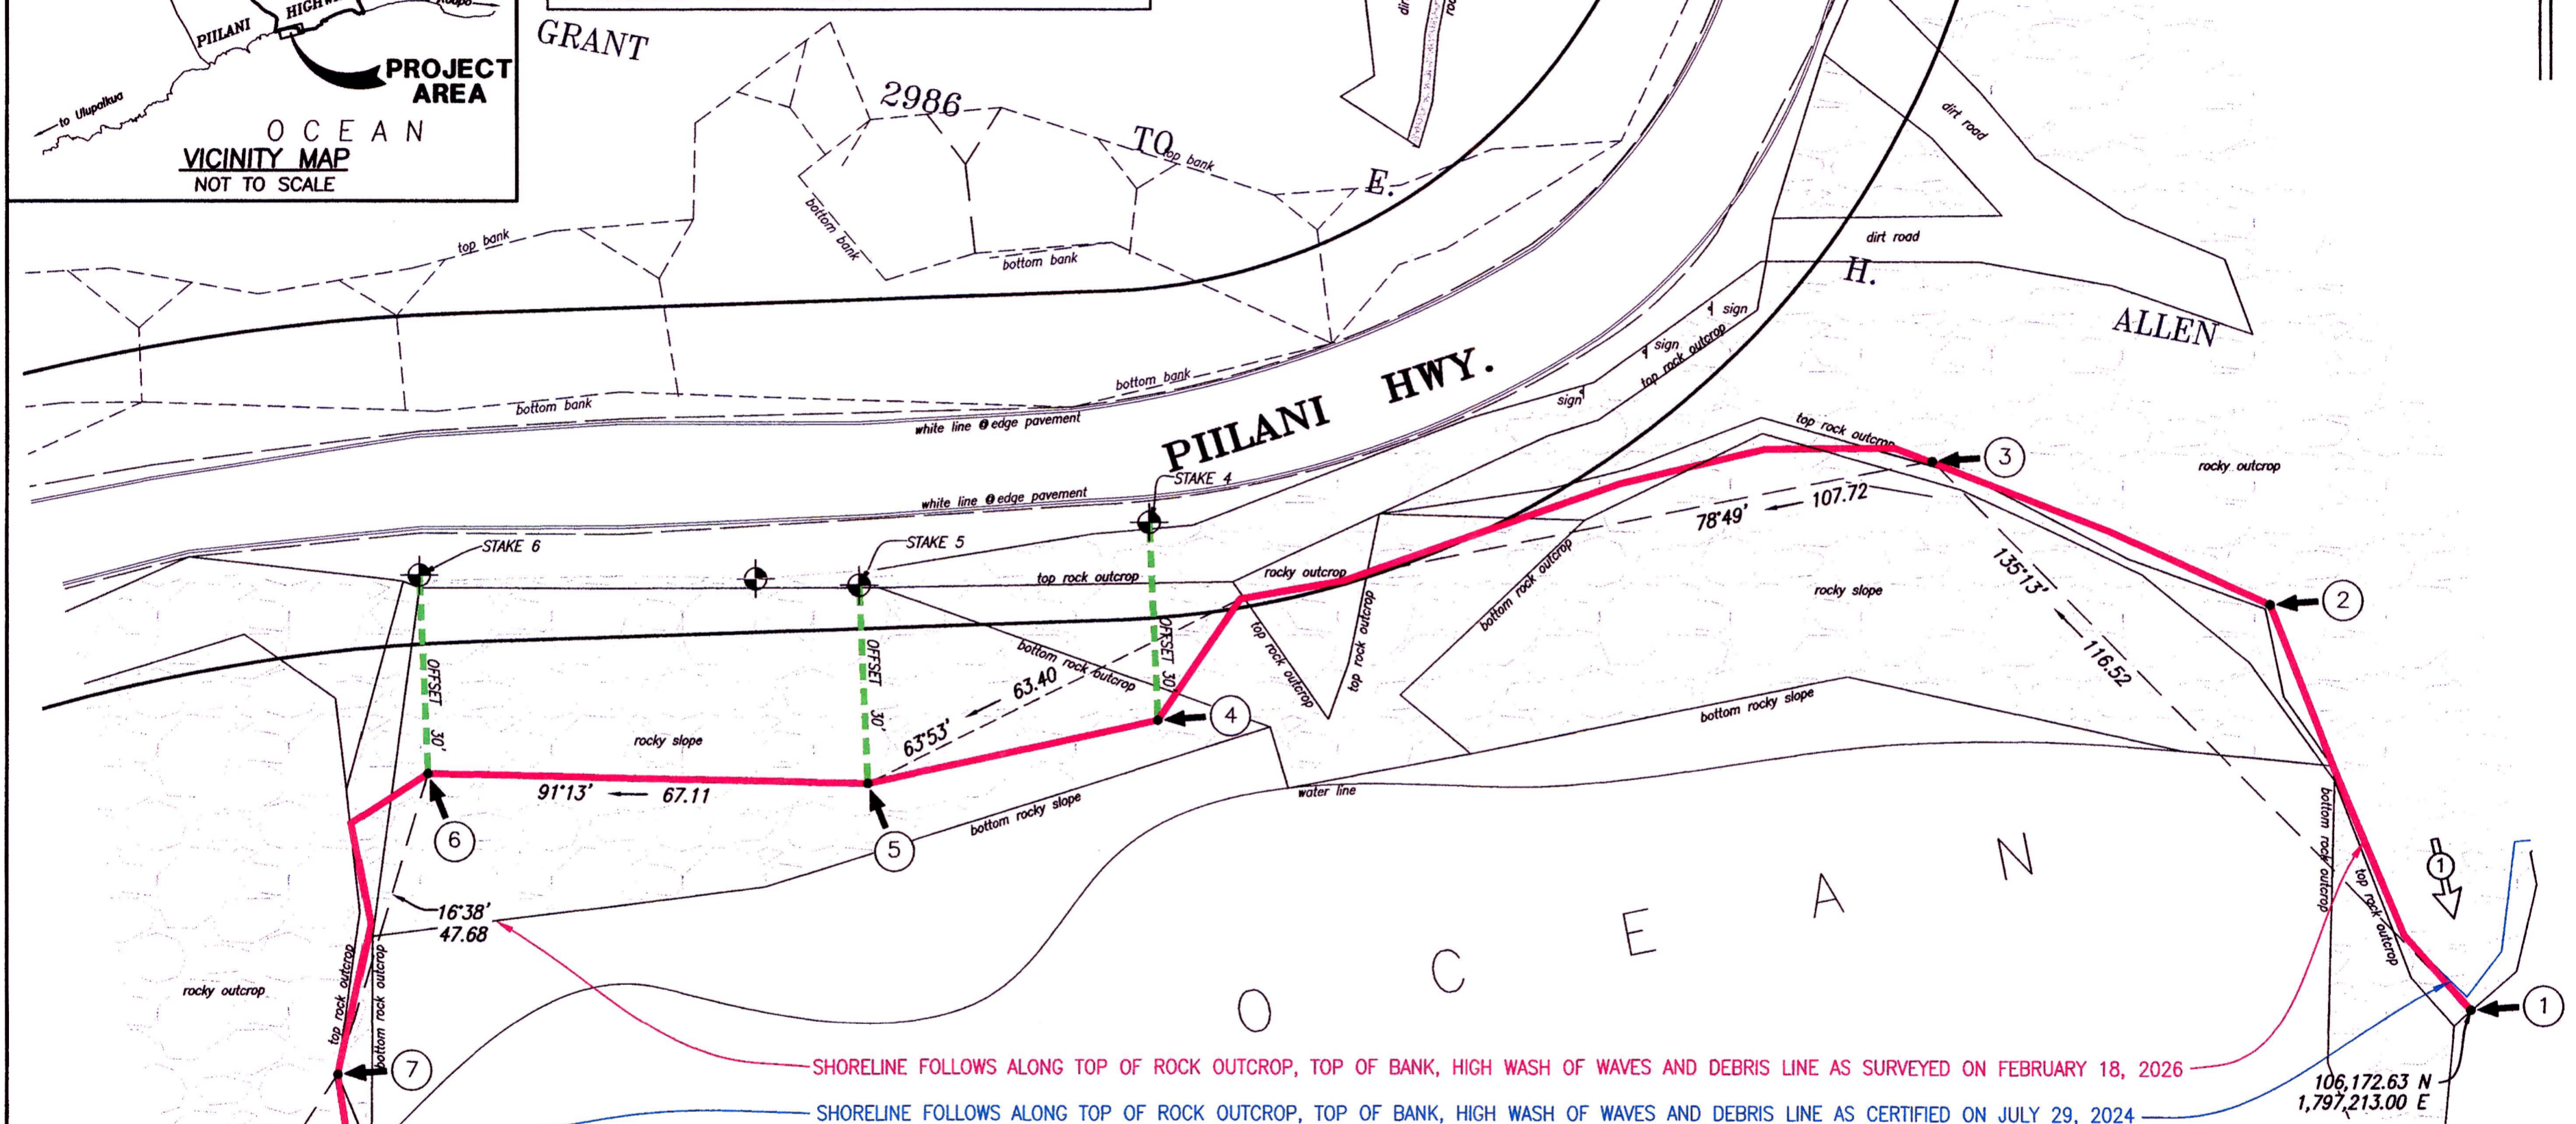 PIILANI
to Ulupalkua
PROJECT
AREA
OCEAN
VICINITY MAP
NOT TO SCALE
GRANT
2986
TO
E.
H.
ALLEN
top bank
dirt road
top bank
bottom bank
bottom bank
dirt road
sign
sign
top rock outcrop
sign
bottom bank
bottom bank
white line @ edge pavement
PIILANI HWY.
top rock outcrop
3
rocky outcrop
STAKE 4
white line @ edge pavement
78°49' 107.72
STAKE 6
STAKE 5
top rock outcrop
rocky outcrop
bottom rock outcrop
135°13'
116.52
rocky slope
2
OFFSET 30'
OFFSET 30'
OFFSET 30'
bottom rock outcrop
top rock outcrop
top rock outcrop
63°53' 63.40
4
rocky slope
bottom rocky slope
91°13' 67.11
water line
bottom rocky slope
6
5
bottom rock outcrop
top rock outcrop
1
16°38'
47.68
OCEAN
rocky outcrop
top rock outcrop
bottom rock outcrop
1
7
SHORELINE FOLLOWS ALONG TOP OF ROCK OUTCROP, TOP OF BANK, HIGH WASH OF WAVES AND DEBRIS LINE AS SURVEYED ON FEBRUARY 18, 2026
106,172.63 N
1,797,213.00 E
SHORELINE FOLLOWS ALONG TOP OF ROCK OUTCROP, TOP OF BANK, HIGH WASH OF WAVES AND DEBRIS LINE AS CERTIFIED ON JULY 29, 2024